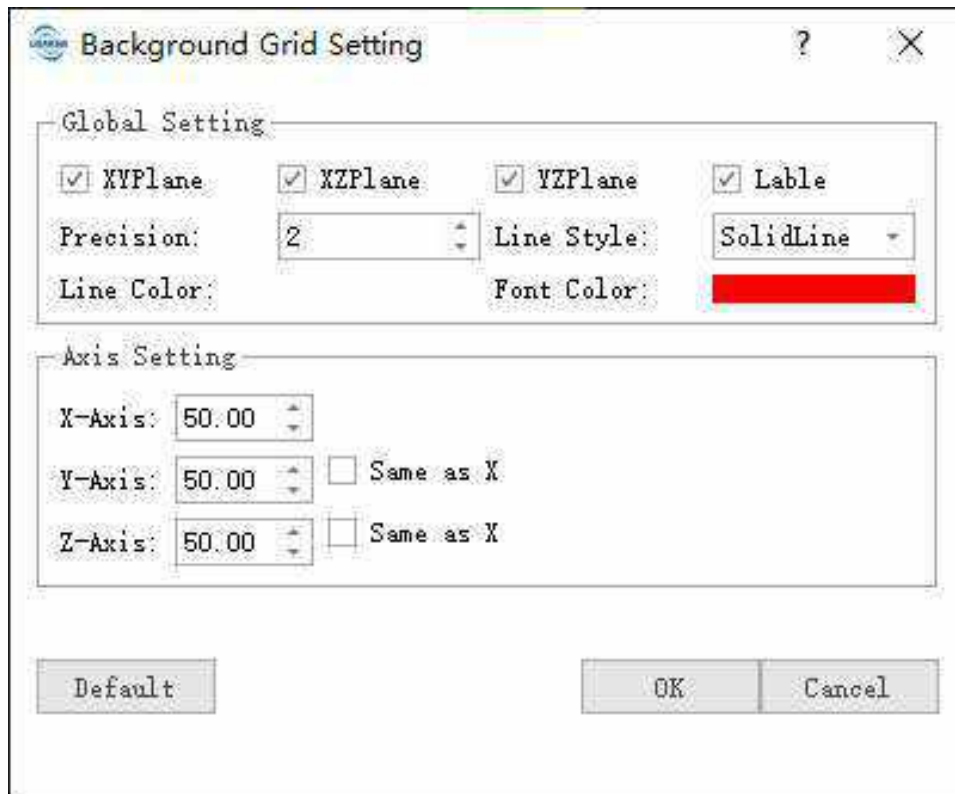 Background Grid Setting ? ×
Global Setting
XYPlane XZPlane YZPlane Lable
Precision: 2 Line Style: SolidLine
Line Color: Font Color:
Axis Setting
X-Axis: 50.00
Y-Axis: 50.00 Same as X
Z-Axis: 50.00 Same as X
Default OK Cancel